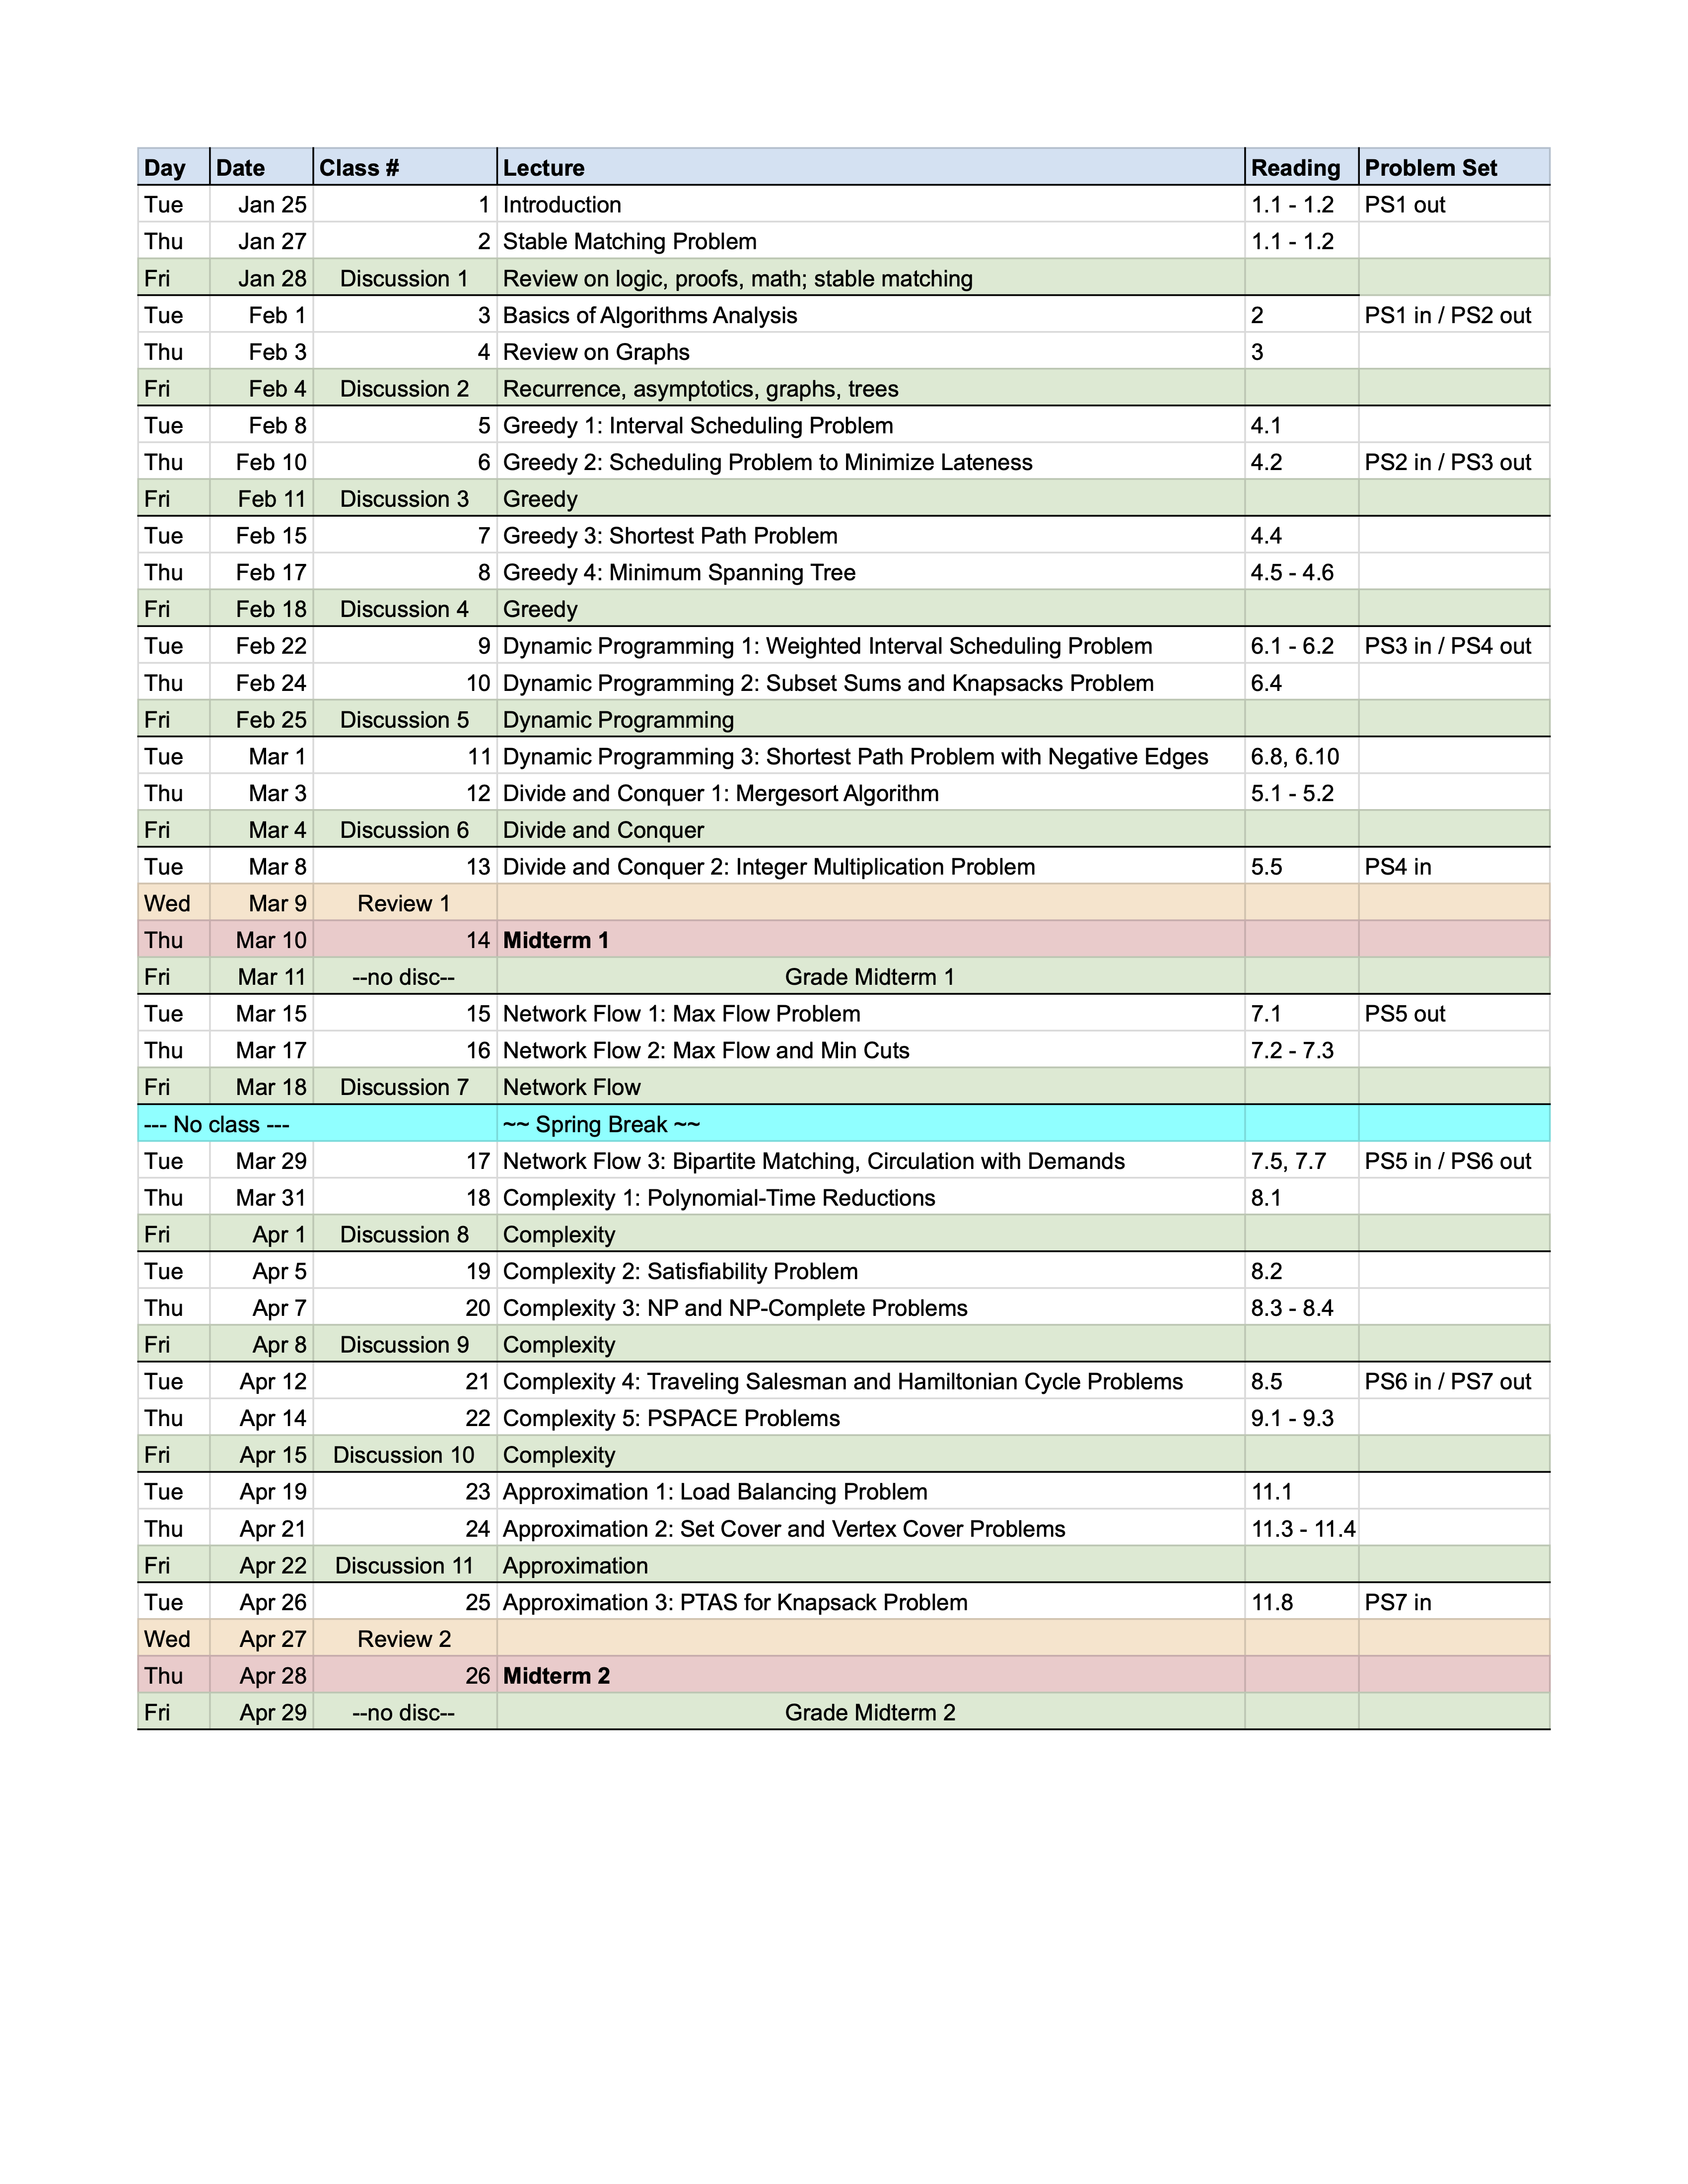 Day Date Class # Lecture Reading Problem Set
Tue Jan 25 1 Introduction 1.1 - 1.2 PS1 out
Thu Jan 27 2 Stable Matching Problem 1.1 - 1.2
Fri Jan 28 Discussion 1 Review on logic, proofs, math; stable matching
Tue Feb 1 3 Basics of Algorithms Analysis 2 PS1 in / PS2 out
Thu Feb 3 4 Review on Graphs 3
Fri Feb 4 Discussion 2 Recurrence, asymptotics, graphs, trees
Tue Feb 8 5 Greedy 1: Interval Scheduling Problem 4.1
Thu Feb 10 6 Greedy 2: Scheduling Problem to Minimize Lateness 4.2 PS2 in / PS3 out
Fri Feb 11 Discussion 3 Greedy
Tue Feb 15 7 Greedy 3: Shortest Path Problem 4.4
Thu Feb 17 8 Greedy 4: Minimum Spanning Tree 4.5 - 4.6
Fri Feb 18 Discussion 4 Greedy
Tue Feb 22 9 Dynamic Programming 1: Weighted Interval Scheduling Problem 6.1 - 6.2 PS3 in / PS4 out
Thu Feb 24 10 Dynamic Programming 2: Subset Sums and Knapsacks Problem 6.4
Fri Feb 25 Discussion 5 Dynamic Programming
Tue Mar 1 11 Dynamic Programming 3: Shortest Path Problem with Negative Edges 6.8, 6.10
Thu Mar 3 12 Divide and Conquer 1: Mergesort Algorithm 5.1 - 5.2
Fri Mar 4 Discussion 6 Divide and Conquer
Tue Mar 8 13 Divide and Conquer 2: Integer Multiplication Problem 5.5 PS4 in
Wed Mar 9 Review 1
Thu Mar 10 14 Midterm 1
Fri Mar 11 --no disc-- Grade Midterm 1
Tue Mar 15 15 Network Flow 1: Max Flow Problem 7.1 PS5 out
Thu Mar 17 16 Network Flow 2: Max Flow and Min Cuts 7.2 - 7.3
Fri Mar 18 Discussion 7 Network Flow
--- No class --- ~~ Spring Break ~~
Tue Mar 29 17 Network Flow 3: Bipartite Matching, Circulation with Demands 7.5, 7.7 PS5 in / PS6 out
Thu Mar 31 18 Complexity 1: Polynomial-Time Reductions 8.1
Fri Apr 1 Discussion 8 Complexity
Tue Apr 5 19 Complexity 2: Satisfiability Problem 8.2
Thu Apr 7 20 Complexity 3: NP and NP-Complete Problems 8.3 - 8.4
Fri Apr 8 Discussion 9 Complexity
Tue Apr 12 21 Complexity 4: Traveling Salesman and Hamiltonian Cycle Problems 8.5 PS6 in / PS7 out
Thu Apr 14 22 Complexity 5: PSPACE Problems 9.1 - 9.3
Fri Apr 15 Discussion 10 Complexity
Tue Apr 19 23 Approximation 1: Load Balancing Problem 11.1
Thu Apr 21 24 Approximation 2: Set Cover and Vertex Cover Problems 11.3 - 11.4
Fri Apr 22 Discussion 11 Approximation
Tue Apr 26 25 Approximation 3: PTAS for Knapsack Problem 11.8 PS7 in
Wed Apr 27 Review 2
Thu Apr 28 26 Midterm 2
Fri Apr 29 --no disc-- Grade Midterm 2